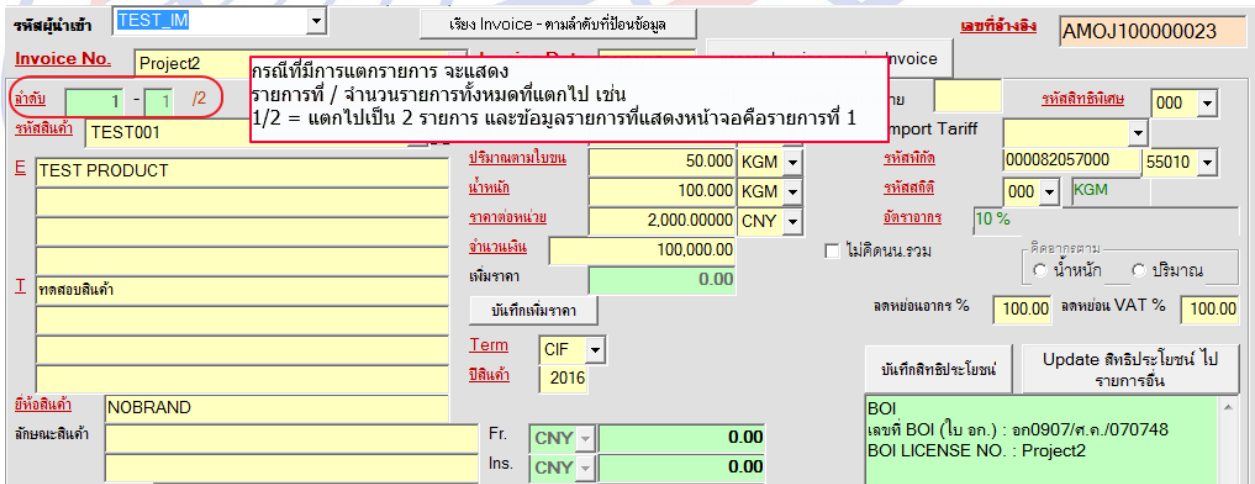 รหัสผู้นำเข้า TEST_IM เรียง Invoice - ตามลำดับที่ป้อนข้อมูล เลขที่อ้างอิง AMOJ100000023
Invoice No. Project2
กรณีที่มีการแตกรายการ จะแสดง
รายการที่ / จำนวนรายการทั้งหมดที่แตกไป เช่น
1/2 = แตกไปเป็น 2 รายการ และข้อมูลรายการที่แสดงหน้าจอคือรายการที่ 1
ลำดับ 1 - 1 /2 รหัสสิทธิพิเศษ 000
รหัสสินค้า TEST001 Tariff
E TEST PRODUCT ปริมาณตามใบขน 50.000 KGM รหัสพิกัด 000082057000 55010
น้ำหนัก 100.000 KGM รหัสสถิติ 000 KGM
ราคาต่อหน่วย 2,000.00000 CNY อัตราอากร 10 %
จำนวนเงิน 100,000.00 ไม่คิดนน.รวม คิดอากรตาม
เพิ่มราคา 0.00 น้ำหนัก ปริมาณ
T ทดสอบสินค้า
บันทึกเพิ่มราคา ลดหย่อนอากร % 100.00 ลดหย่อน VAT % 100.00
Term CIF
ปีสินค้า 2016 บันทึกสิทธิประโยชน์ Update สิทธิประโยชน์ ไป
รายการอื่น
ยี่ห้อสินค้า NOBRAND BOI
ลักษณะสินค้า Fr. CNY 0.00 เลขที่ BOI (ใบ อก.) : อก0907/ศ.ค./070748
Ins. CNY 0.00 BOI LICENSE NO. : Project2